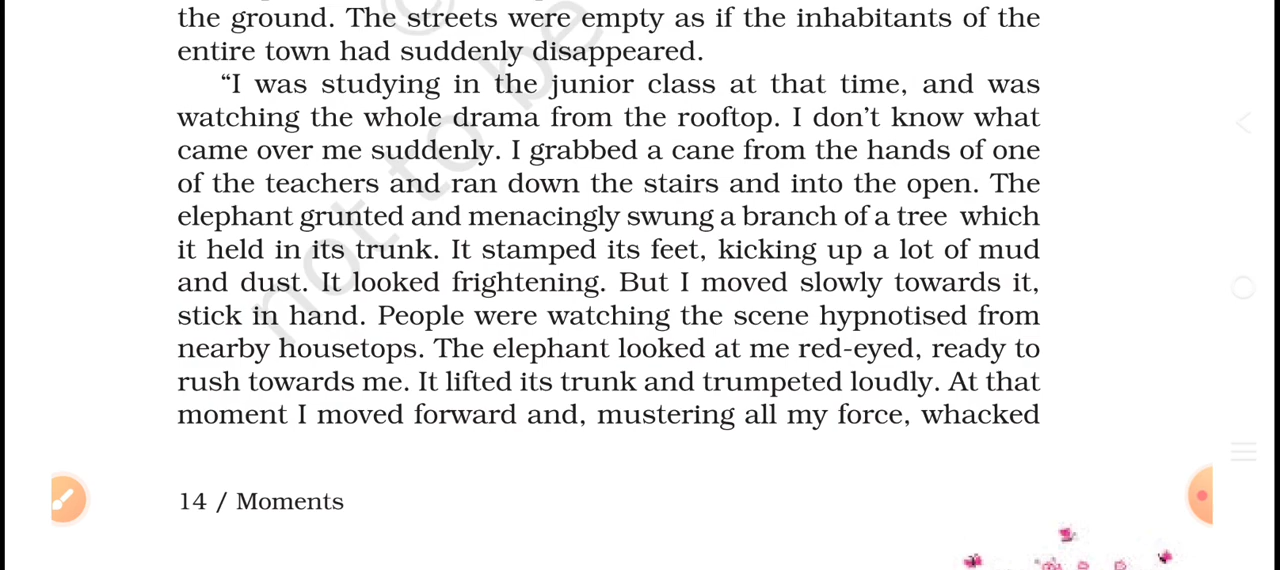 the ground. The streets were empty as if the inhabitants of the
entire town had suddenly disappeared.
“I was studying in the junior class at that time, and was
watching the whole drama from the rooftop. I don’t know what
came over me suddenly. I grabbed a cane from the hands of one
of the teachers and ran down the stairs and into the open. The
elephant grunted and menacingly swung a branch of a tree which
it held in its trunk. It stamped its feet, kicking up a lot of mud
and dust. It looked frightening. But I moved slowly towards it,
stick in hand. People were watching the scene hypnotised from
nearby housetops. The elephant looked at me red-eyed, ready to
rush towards me. It lifted its trunk and trumpeted loudly. At that
moment I moved forward and, mustering all my force, whacked
14 / Moments
©
not to be